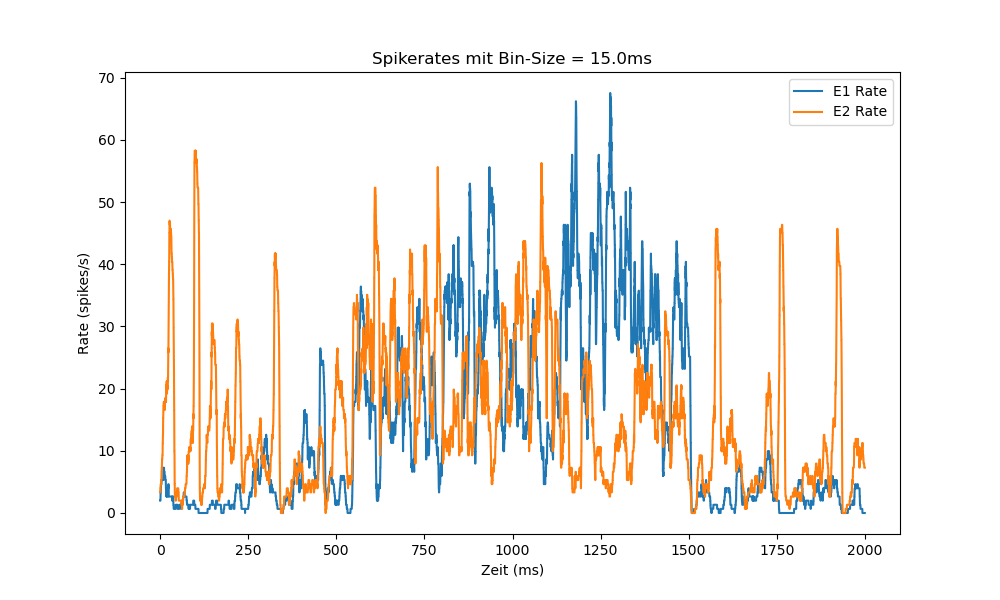 Spikerates mit Bin-Size = 15.0ms
E1 Rate
E2 Rate
70
60
50
40
30
20
10
0
Rate (spikes/s)
0 250 500 750 1000 1250 1500 1750 2000
Zeit (ms)